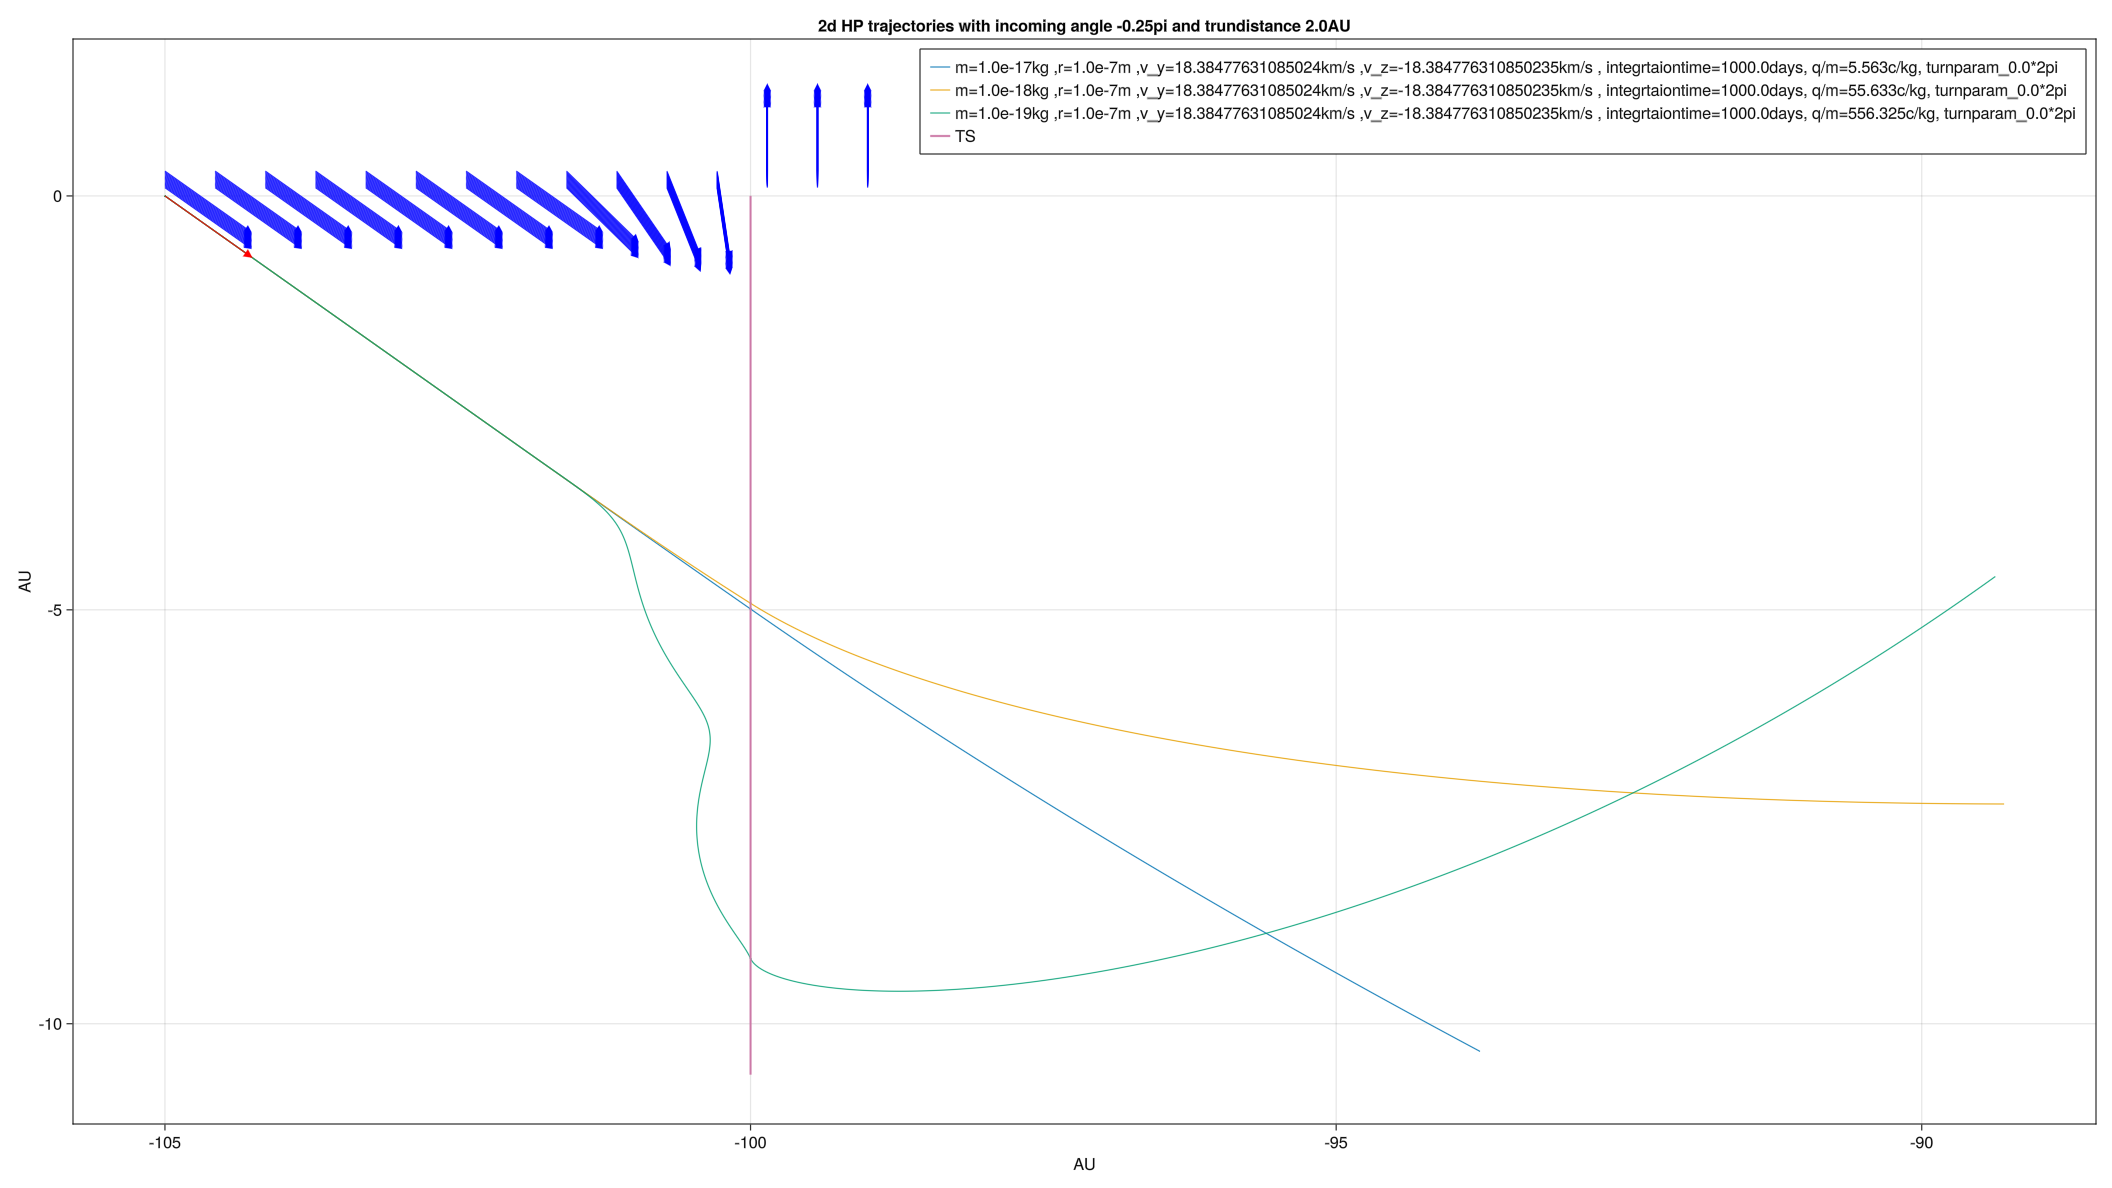 2d HP trajectories with incoming angle -0.25pi and trundistance 2.0AU
m=1.0e-17kg ,r=1.0e-7m ,v_y=18.38477631085024km/s ,v_z=-18.384776310850235km/s , integrtaiontime=1000.0days, q/m=5.563c/kg, turnparam_0.0*2pi
m=1.0e-18kg ,r=1.0e-7m ,v_y=18.38477631085024km/s ,v_z=-18.384776310850235km/s , integrtaiontime=1000.0days, q/m=55.633c/kg, turnparam_0.0*2pi
m=1.0e-19kg ,r=1.0e-7m ,v_y=18.38477631085024km/s ,v_z=-18.384776310850235km/s , integrtaiontime=1000.0days, q/m=556.325c/kg, turnparam_0.0*2pi
TS
0
-5
-10
AU
-105
-100
-95
-90
AU